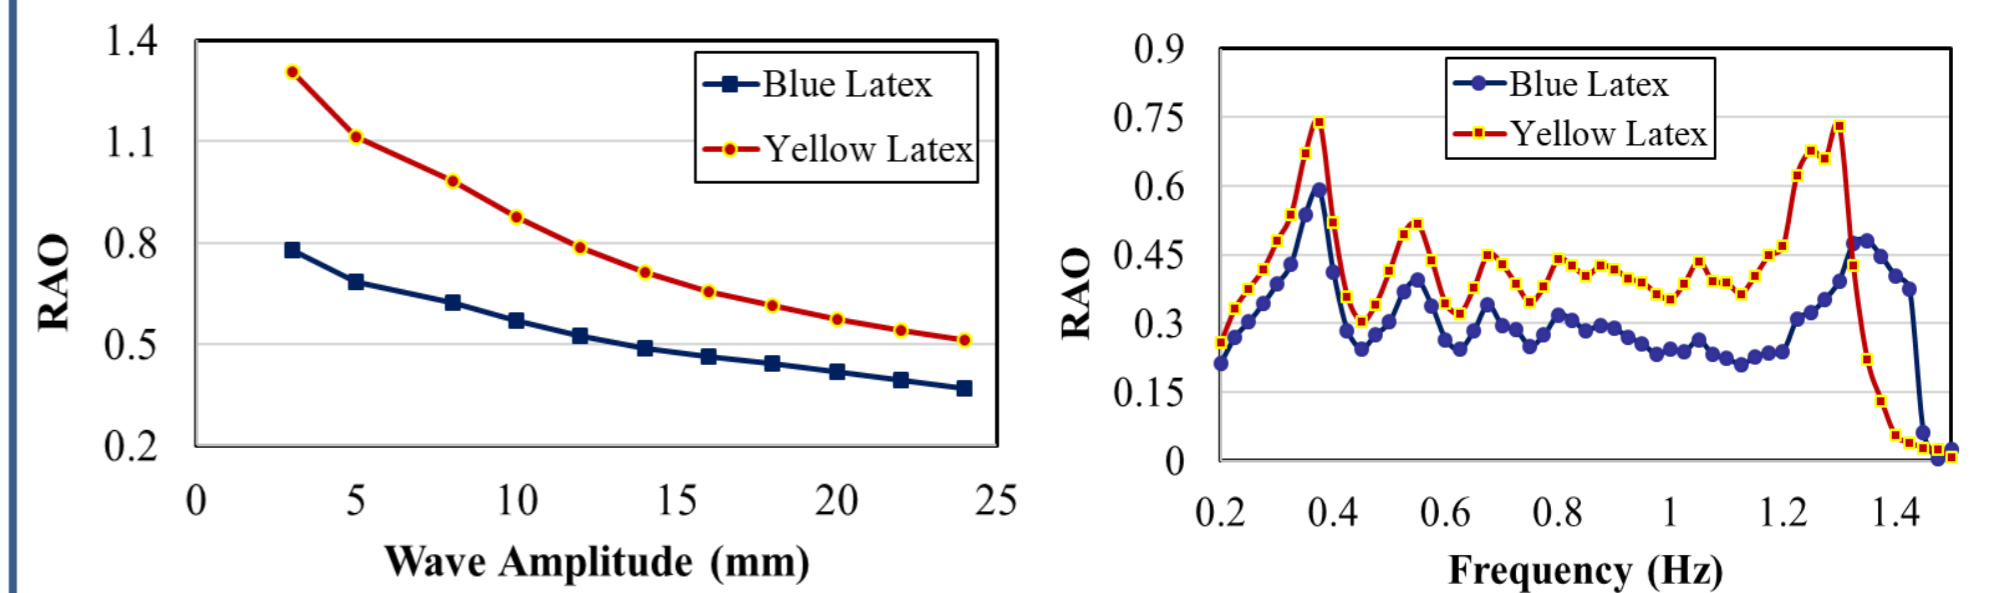 1.4
1.1
0.8
0.5
0.2
RAO
0 5 10 15 20 25
Wave Amplitude (mm)
Blue Latex
Yellow Latex
0.9
0.75
0.6
0.45
0.3
0.15
0
RAO
0.2 0.4 0.6 0.8 1 1.2 1.4
Frequency (Hz)
Blue Latex
Yellow Latex